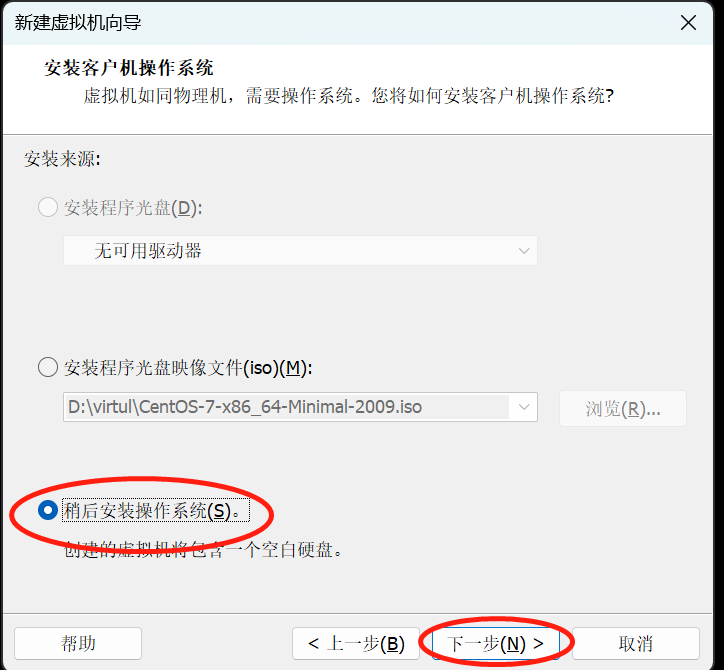 新建虚拟机向导
安装客户机操作系统
虚拟机如同物理机，需要操作系统。您将如何安装客户机操作系统?
安装来源:
安装程序光盘(D):
无可用驱动器
安装程序光盘映像文件(iso)(M):
D:\virtul\CentOS-7-x86_64-Minimal-2009.iso
浏览(R)...
稍后安装操作系统(S)。
创建的虚拟机将包含一个空白硬盘。
帮助
< 上一步(B)
下一步(N) >
取消